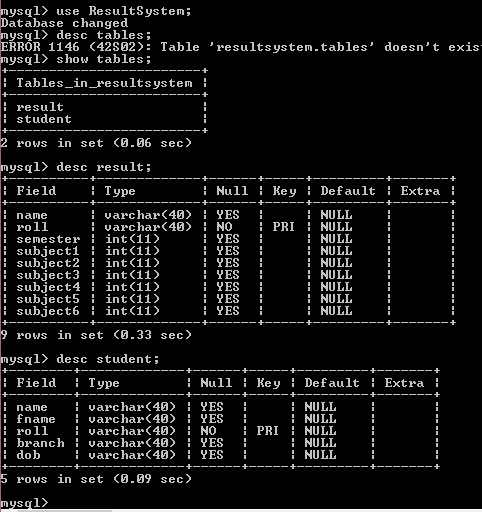 mysql> use ResultSystem;
Database changed
mysql> desc tables;
ERROR 1146 (42S02): Table 'resultsystem.tables' doesn't exist
mysql> show tables;
+------------------------+
| Tables_in_resultsystem |
+------------------------+
| result                 |
| student                |
+------------------------+
2 rows in set (0.06 sec)
mysql> desc result;
+----------+-------------+------+-----+---------+-------+
| Field    | Type        | Null | Key | Default | Extra |
+----------+-------------+------+-----+---------+-------+
| name     | varchar(40) | YES  |     | NULL    |       |
| roll     | varchar(40) | NO   | PRI | NULL    |       |
| semester | int(11)     | YES  |     | NULL    |       |
| subject1 | int(11)     | YES  |     | NULL    |       |
| subject2 | int(11)     | YES  |     | NULL    |       |
| subject3 | int(11)     | YES  |     | NULL    |       |
| subject4 | int(11)     | YES  |     | NULL    |       |
| subject5 | int(11)     | YES  |     | NULL    |       |
| subject6 | int(11)     | YES  |     | NULL    |       |
+----------+-------------+------+-----+---------+-------+
9 rows in set (0.33 sec)
mysql> desc student;
+--------+-------------+------+-----+---------+-------+
| Field  | Type        | Null | Key | Default | Extra |
+--------+-------------+------+-----+---------+-------+
| name   | varchar(40) | YES  |     | NULL    |       |
| fname  | varchar(40) | YES  |     | NULL    |       |
| roll   | varchar(40) | NO   | PRI | NULL    |       |
| branch | varchar(40) | YES  |     | NULL    |       |
| dob    | varchar(40) | YES  |     | NULL    |       |
+--------+-------------+------+-----+---------+-------+
5 rows in set (0.09 sec)
mysql>